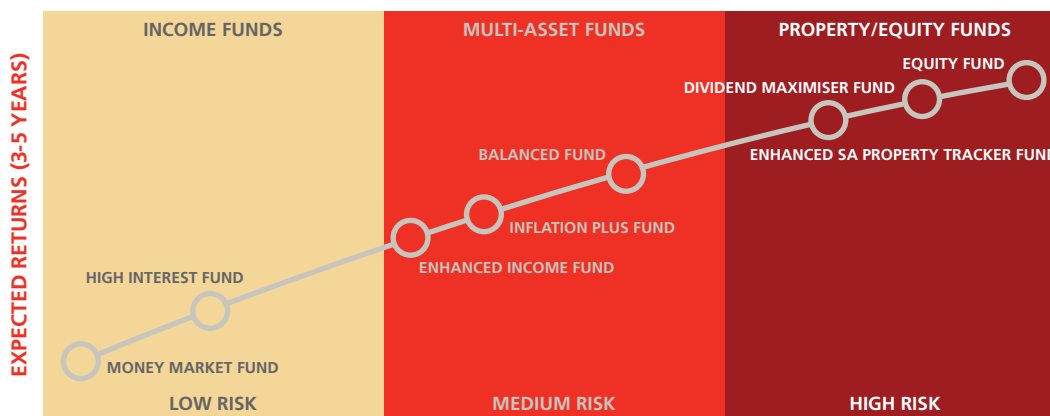 EXPECTED RETURNS (3-5 YEARS)
INCOME FUNDS
MULTI-ASSET FUNDS
PROPERTY/EQUITY FUNDS
EQUITY FUND
DIVIDEND MAXIMISER FUND
ENHANCED SA PROPERTY TRACKER FUND
BALANCED FUND
INFLATION PLUS FUND
ENHANCED INCOME FUND
HIGH INTEREST FUND
MONEY MARKET FUND
LOW RISK
MEDIUM RISK
HIGH RISK